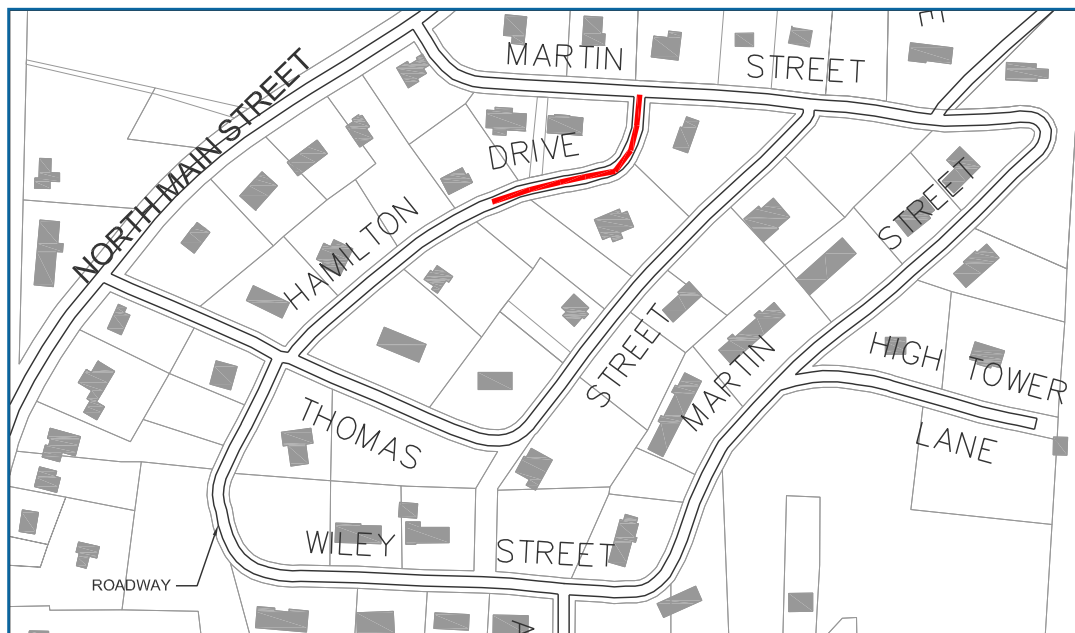 MARTIN STREET
NORTH MAIN STREET
HAMILTON DRIVE
THOMAS STREET
MARTIN STREET
HIGH TOWER
LANE
WILEY STREET
ROADWAY